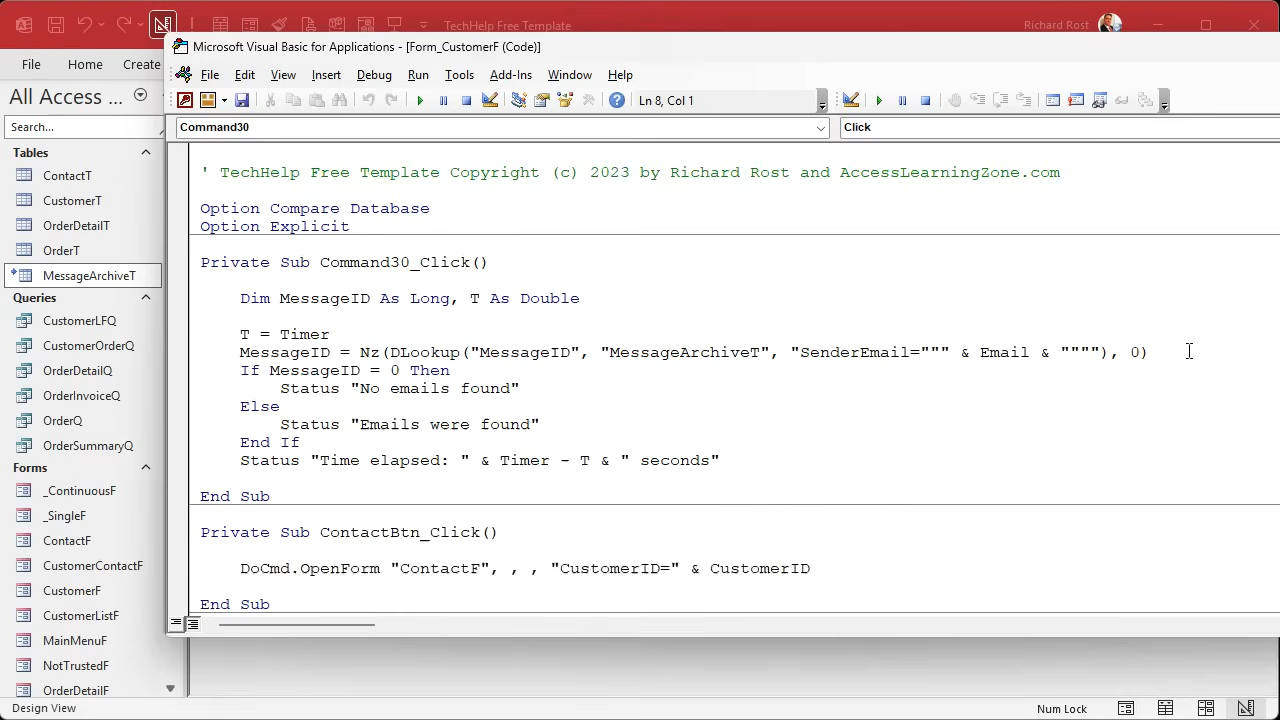 TechHelp Free Template
Richard Rost
Microsoft Visual Basic for Applications - [Form_CustomerF (Code)]
File Home Create
File Edit View Insert Debug Run Tools Add-Ins Window Help
All Access ...
Ln 8, Col 1
Search...
Command30
Click
Tables
ContactT
CustomerT
OrderDetailT
OrderT
MessageArchiveT
Queries
CustomerLFQ
CustomerOrderQ
OrderDetailQ
OrderInvoiceQ
OrderQ
OrderSummaryQ
Forms
_ContinuousF
_SingleF
ContactF
CustomerContactF
CustomerF
CustomerListF
MainMenuF
NotTrustedF
OrderDetailF
' TechHelp Free Template Copyright (c) 2023 by Richard Rost and AccessLearningZone.com
Option Compare Database
Option Explicit
Private Sub Command30_Click()
Dim MessageID As Long, T As Double
T = Timer
MessageID = Nz(DLookup("MessageID", "MessageArchiveT", "SenderEmail=""" & Email & """"), 0)
If MessageID = 0 Then
Status "No emails found"
Else
Status "Emails were found"
End If
Status "Time elapsed: " & Timer - T & " seconds"
End Sub
Private Sub ContactBtn_Click()
DoCmd.OpenForm "ContactF", , , "CustomerID=" & CustomerID
End Sub
Design View
Num Lock